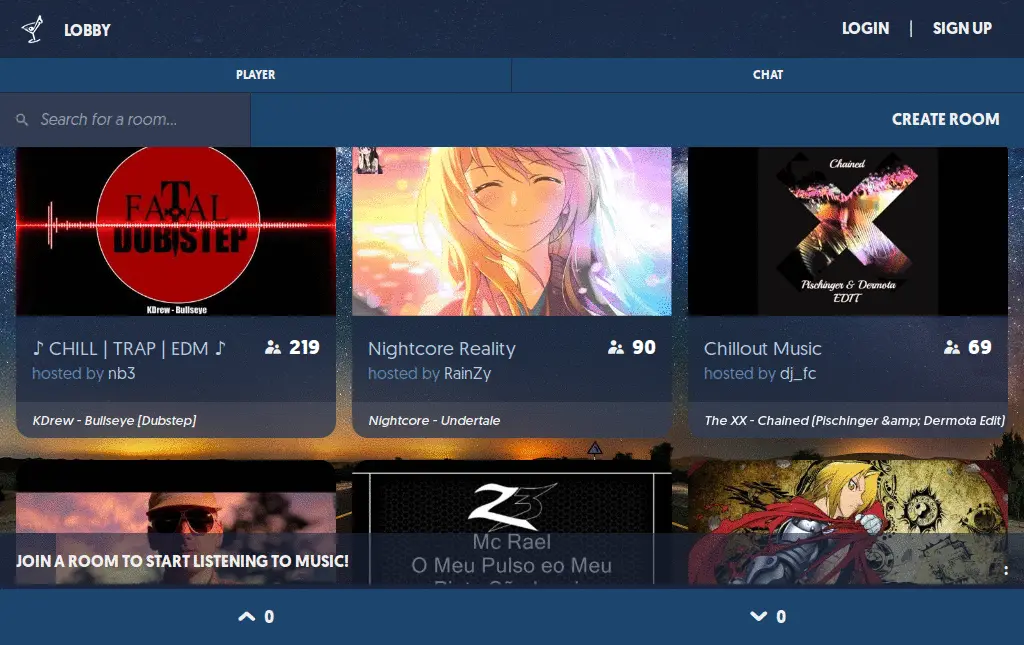 LOBBY
LOGIN | SIGN UP
PLAYER
CHAT
Search for a room...
CREATE ROOM
FATAL
DUBSTEP
KDrew - Bullseye
Chained
Pischinger & Dermota
EDIT
♪ CHILL | TRAP | EDM ♪
219
hosted by nb3
KDrew - Bullseye [Dubstep]
Nightcore Reality
90
hosted by RainZy
Nightcore - Undertale
Chillout Music
69
hosted by dj_fc
The XX - Chained (Pischinger &amp; Dermota Edit)
Mc Rael
O Meu Pulso eo Meu
JOIN A ROOM TO START LISTENING TO MUSIC!
0
0